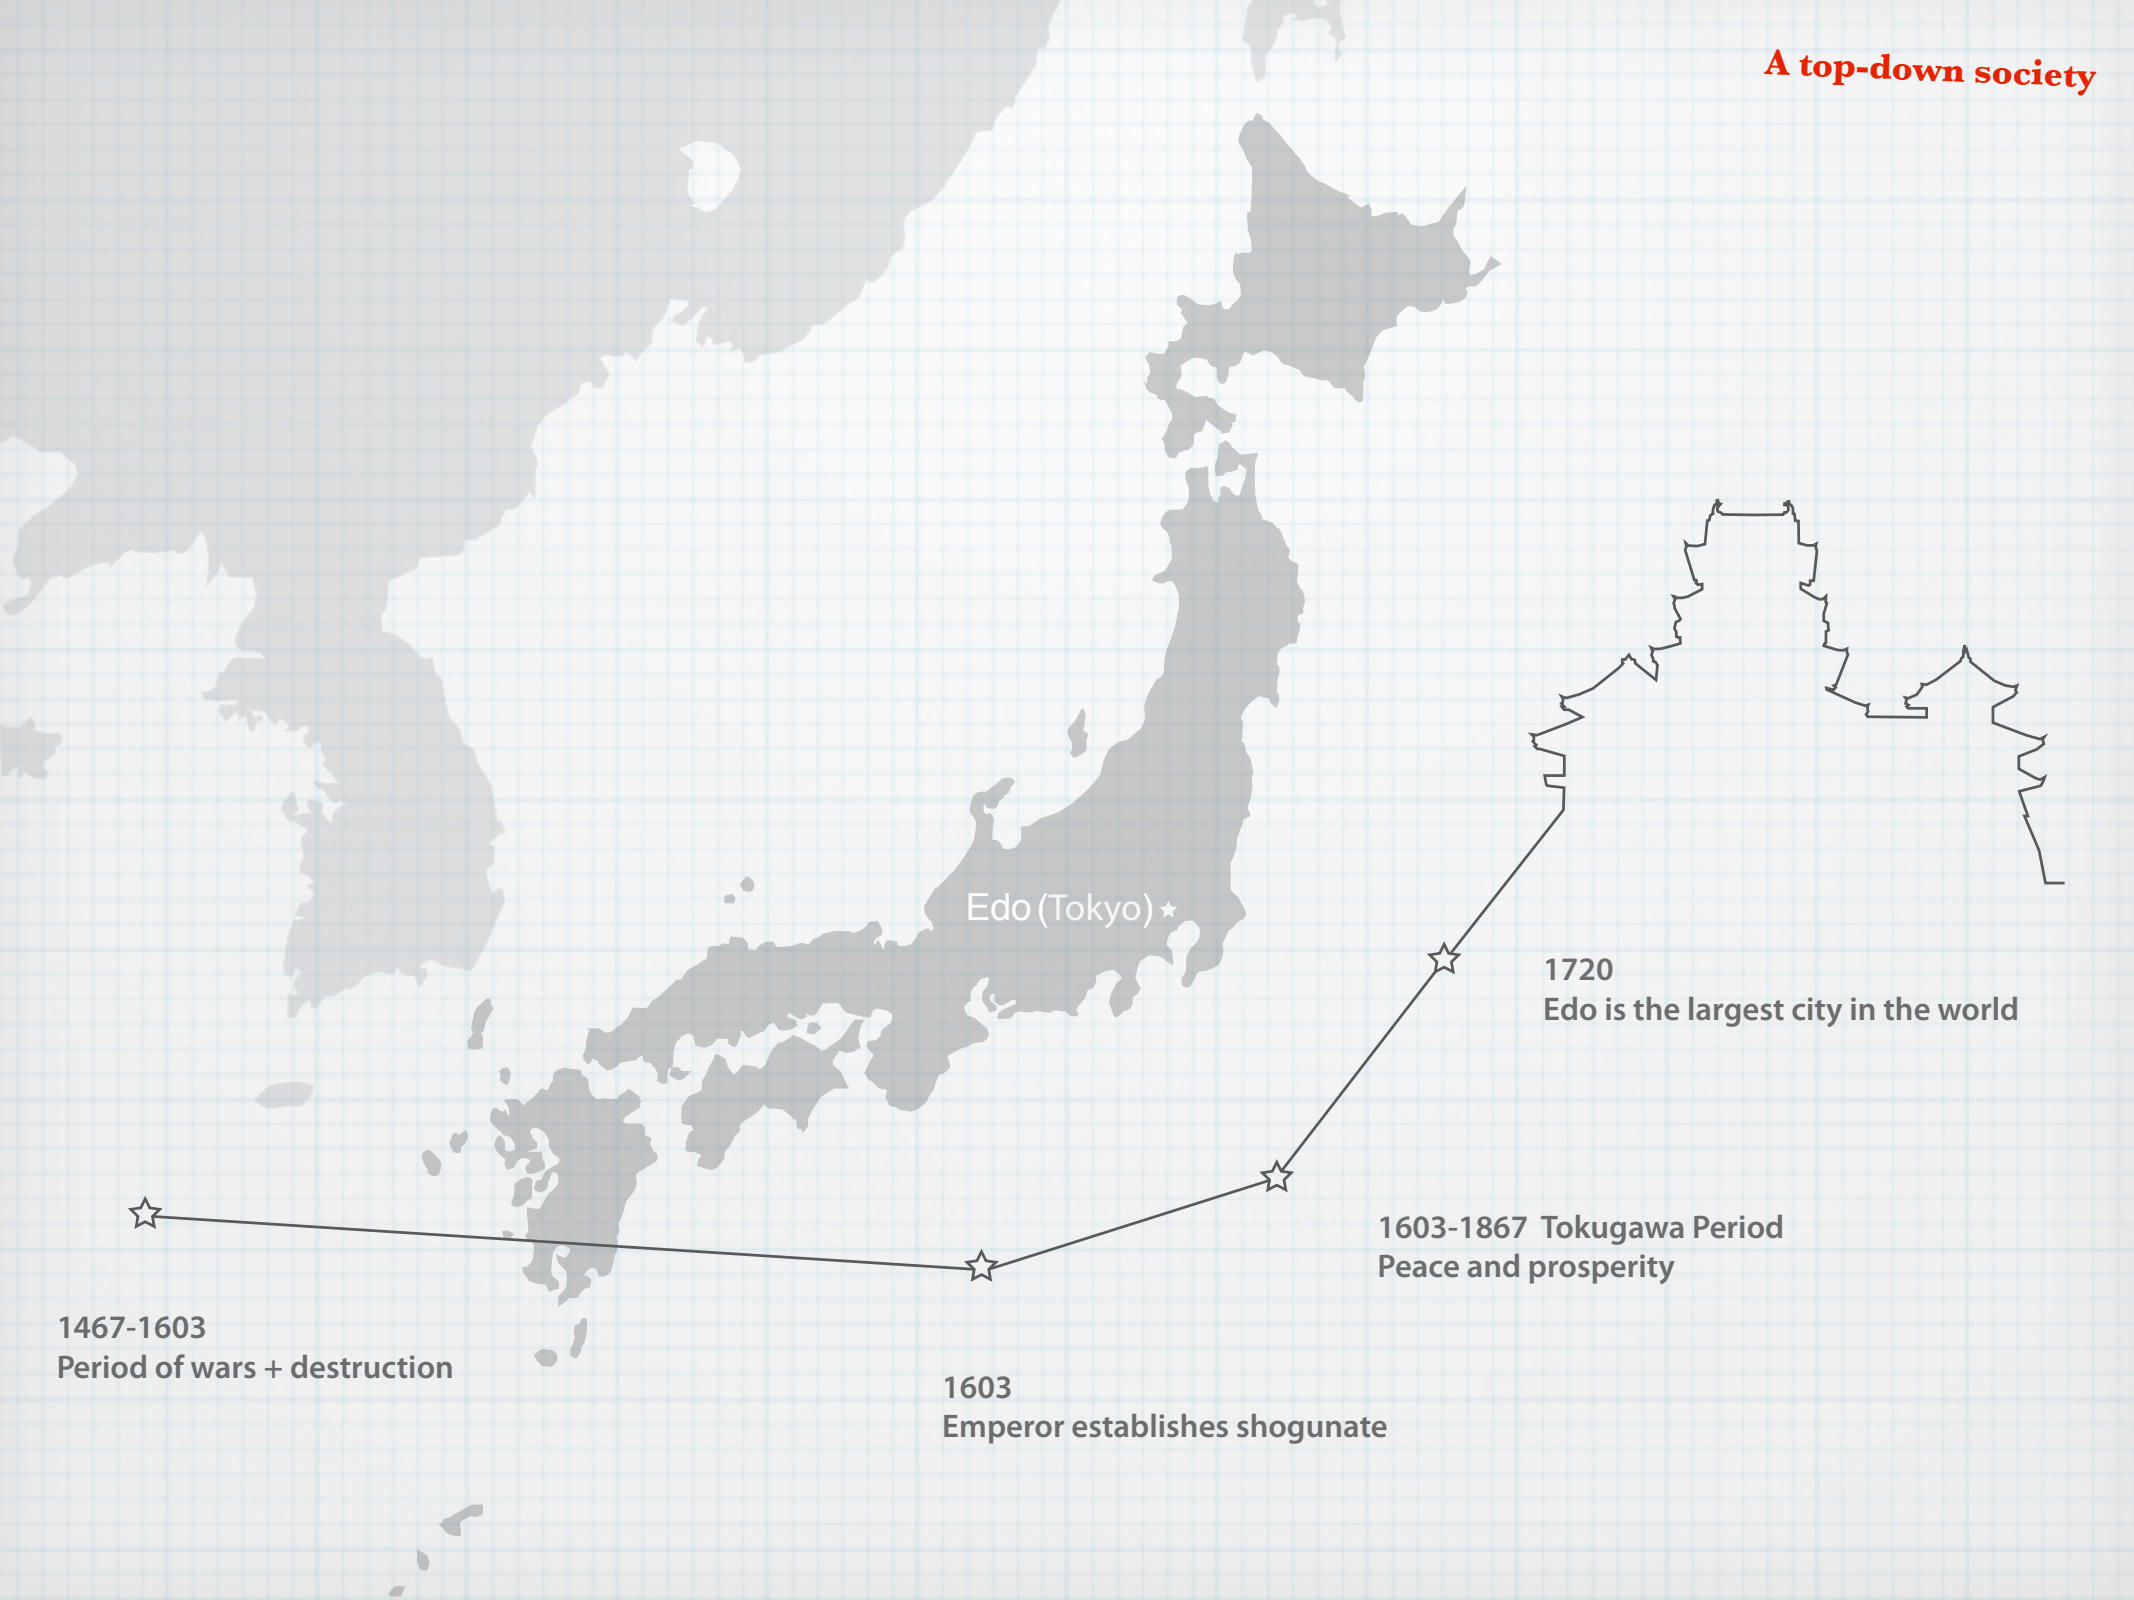 A top-down society
Edo (Tokyo)
1720
Edo is the largest city in the world
1603-1867 Tokugawa Period
Peace and prosperity
1467-1603
Period of wars + destruction
1603
Emperor establishes shogunate